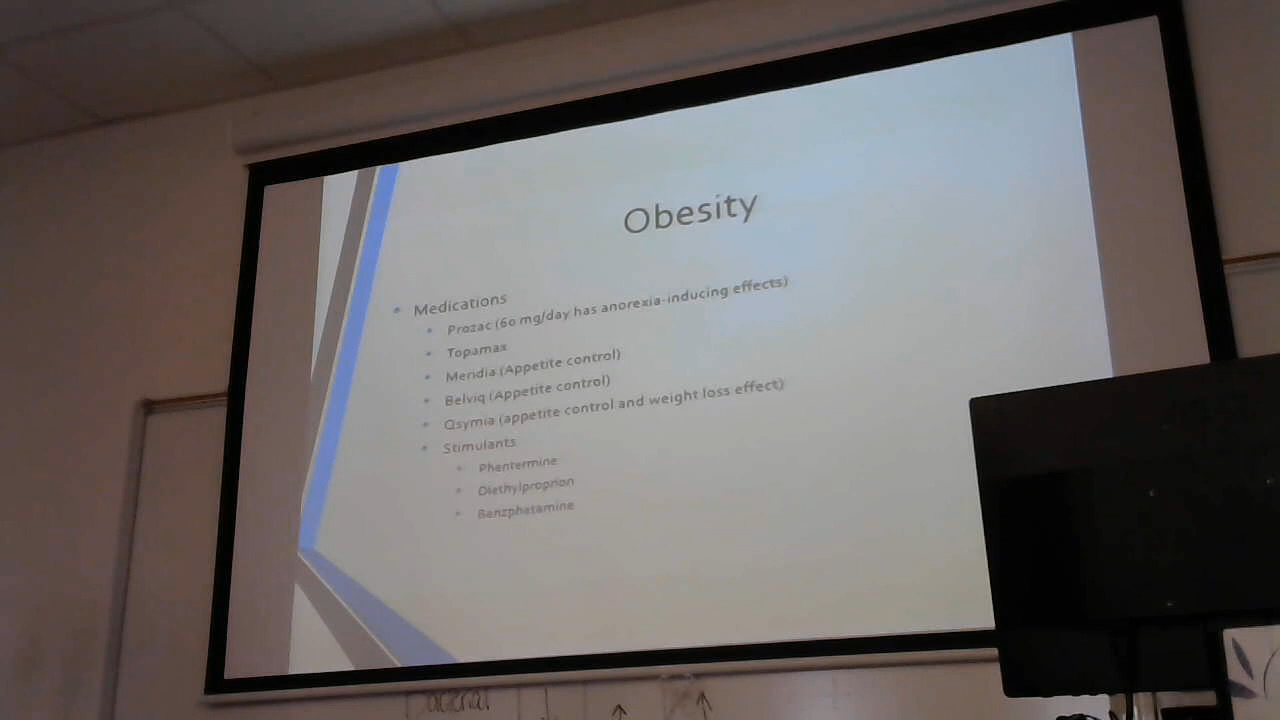 Obesity
• Medications
• Prozac (60 mg/day has anorexia-inducing effects)
• Topamax
• Meridia (Appetite control)
• Belviq (Appetite control)
• Qsymia (appetite control and weight loss effect)
• Stimulants
• Phentermine
• Diethylproprion
• Benzphetamine